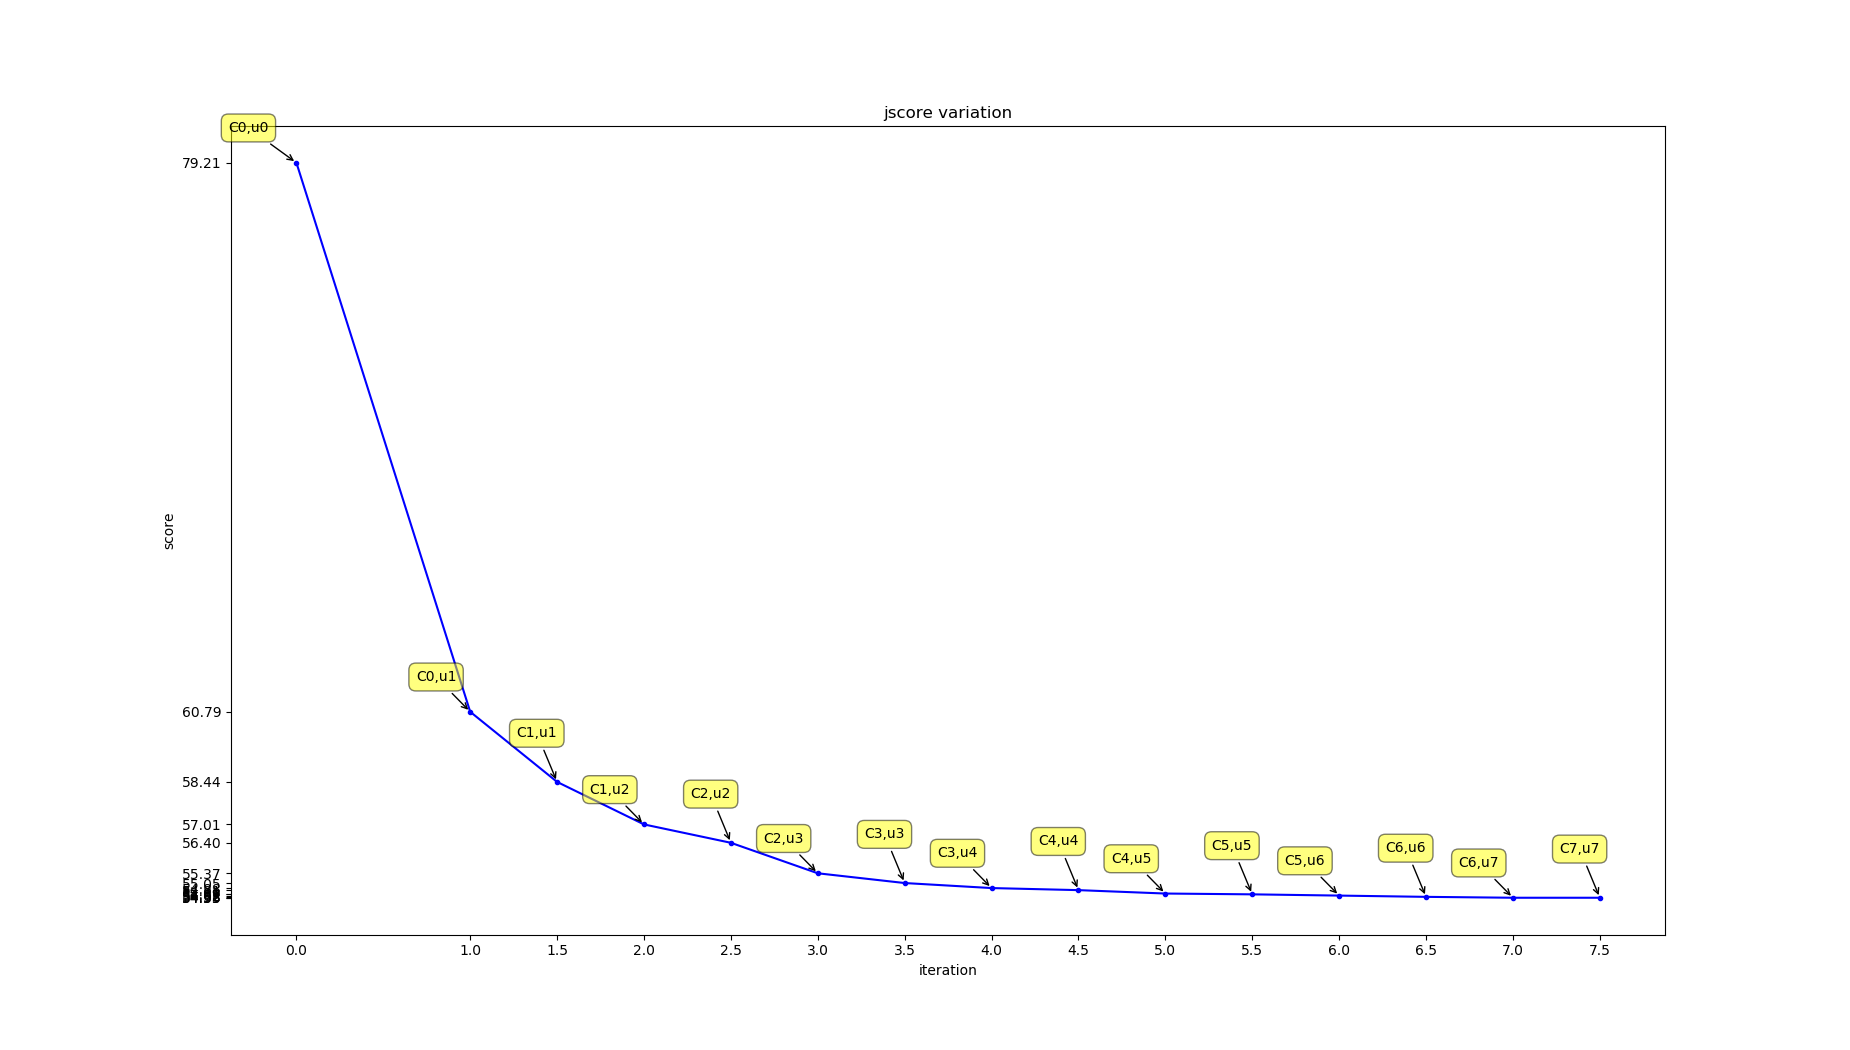 jscore variation
C0,u0
79.21
score
C0,u1
60.79
C1,u1
58.44
C1,u2
C2,u2
57.01
56.40
C2,u3
C3,u3
C3,u4
C4,u4
C4,u5
C5,u5
C5,u6
C6,u6
C6,u7
C7,u7
55.37
0.0 1.0 1.5 2.0 2.5 3.0 3.5 4.0 4.5 5.0 5.5 6.0 6.5 7.0 7.5
iteration